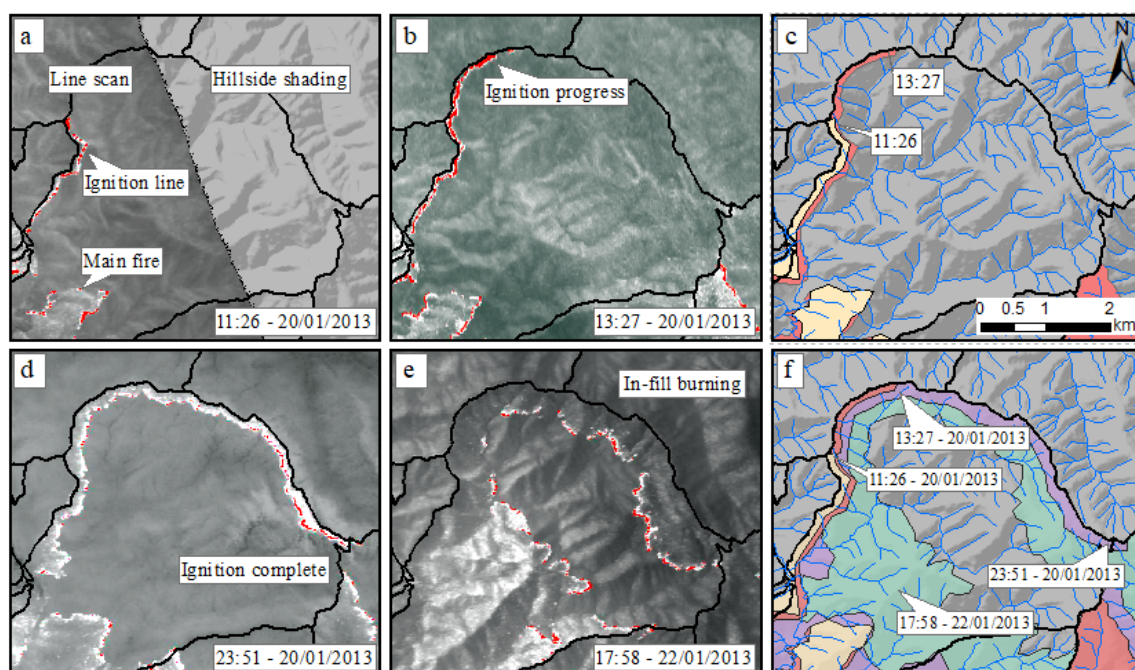 a
Line scan
Hillside shading
Ignition line
Main fire
11:26 - 20/01/2013
b
Ignition progress
13:27 - 20/01/2013
c
N
13:27
11:26
0 0.5 1 2
km
d
Ignition complete
23:51 - 20/01/2013
e
In-fill burning
17:58 - 22/01/2013
f
13:27 - 20/01/2013
11:26 - 20/01/2013
23:51 - 20/01/2013
17:58 - 22/01/2013